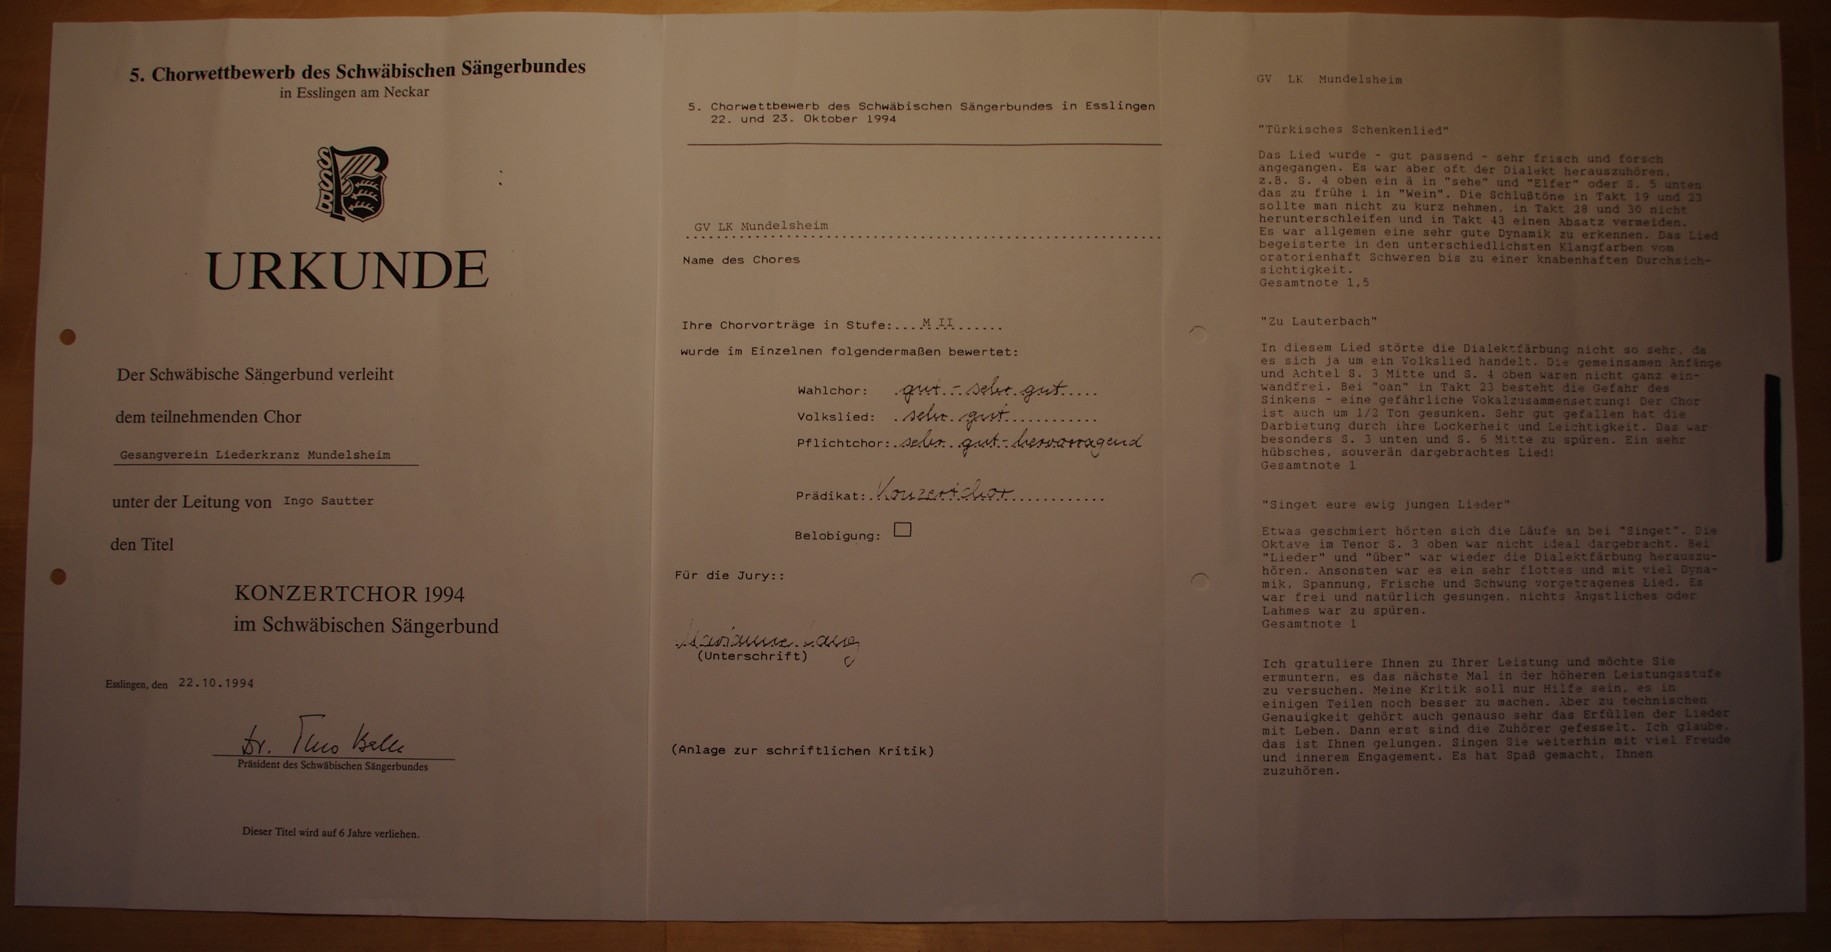 5. Chorwettbewerb des Schwäbischen Sängerbundes
in Esslingen am Neckar
SSB
URKUNDE
Der Schwäbische Sängerbund verleiht
dem teilnehmenden Chor
Gesangverein Liederkranz Mundelsheim
unter der Leitung von Ingo Sautter
den Titel
KONZERTCHOR 1994
im Schwäbischen Sängerbund
Esslingen, den 22.10.1994
Dr. Theo Balle
Präsident des Schwäbischen Sängerbundes
Dieser Titel wird auf 6 Jahre verliehen.
5. Chorwettbewerb des Schwäbischen Sängerbundes in Esslingen
22. und 23. Oktober 1994
GV LK Mundelsheim
Name des Chores
Ihre Chorvorträge in Stufe:....M II......
wurde im Einzelnen folgendermaßen bewertet:
Wahlchor: gut - sehr gut
Volkslied: sehr gut
Pflichtchor: sehr gut - hervorragend
Prädikat: Konzertchor
Belobigung:
Für die Jury::
Marianne Lang
(Unterschrift)
(Anlage zur schriftlichen Kritik)
GV LK Mundelsheim
"Türkisches Schenkenlied"
Das Lied wurde - gut passend - sehr frisch und forsch
angegangen. Es war aber oft der Dialekt herauszuhören,
z.B. S. 4 oben ein ä in "sehe" und "Elfer" oder S. 5 unten
das zu frühe i in "Wein". Die Schlußtöne in Takt 19 und 23
sollte man nicht zu kurz nehmen, in Takt 28 und 30 nicht
herunterschleifen und in Takt 43 einen Absatz vermeiden.
Es war allgemein eine sehr gute Dynamik zu erkennen. Das Lied
begeisterte in den unterschiedlichsten Klangfarben vom
oratorienhaft Schweren bis zu einer knabenhaften Durchsich-
sichtigkeit.
Gesamtnote 1,5
"Zu Lauterbach"
In diesem Lied störte die Dialektfärbung nicht so sehr, da
es sich ja um ein Volkslied handelt. Die gemeinsamen Anfänge
und Achtel S. 3 Mitte und S. 4 oben waren nicht ganz ein-
wandfrei. Bei "oan" in Takt 23 besteht die Gefahr des
Sinkens - eine gefährliche Vokalzusammensetzung! Der Chor
ist auch um 1/2 Ton gesunken. Sehr gut gefallen hat die
Darbietung durch ihre Lockerheit und Leichtigkeit. Das war
besonders S. 3 unten und S. 6 Mitte zu spüren. Ein sehr
hübsches, souverän dargebrachtes Lied!
Gesamtnote 1
"Singet eure ewig jungen Lieder"
Etwas geschmiert hörten sich die Läufe an bei "Singet". Die
Oktave im Tenor S. 3 oben war nicht ideal dargebracht. Bei
"Lieder" und "über" war wieder die Dialektfärbung herauszu-
hören. Ansonsten war es ein sehr flottes und mit viel Dyna-
mik, Spannung, Frische und Schwung vorgetragenes Lied. Es
war frei und natürlich gesungen, nichts Ängstliches oder
Lahmes war zu spüren.
Gesamtnote 1
Ich gratuliere Ihnen zu Ihrer Leistung und möchte Sie
ermuntern, es das nächste Mal in der höheren Leistungsstufe
zu versuchen. Meine Kritik soll nur Hilfe sein, es in
einigen Teilen noch besser zu machen. Aber zu technischen
Genauigkeit gehört auch genauso sehr das Erfüllen der Lieder
mit Leben. Dann erst sind die Zuhörer gefesselt. Ich glaube,
das ist Ihnen gelungen. Singen Sie weiterhin mit viel Freude
und innerem Engagement. Es hat Spaß gemacht, Ihnen
zuzuhören.